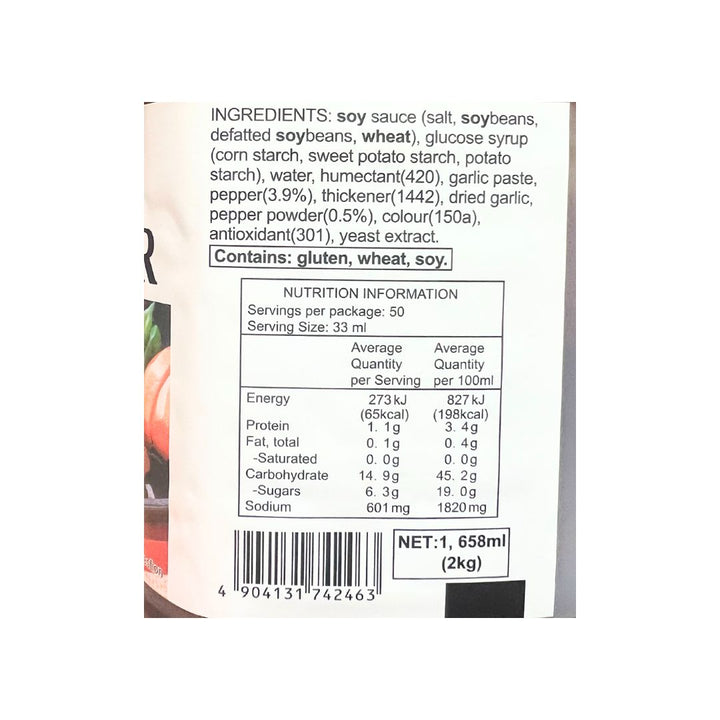 INGREDIENTS: soy sauce (salt, soybeans,
defatted soybeans, wheat), glucose syrup
(corn starch, sweet potato starch, potato
starch), water, humectant(420), garlic paste,
pepper(3.9%), thickener(1442), dried garlic,
pepper powder(0.5%), colour(150a),
antioxidant(301), yeast extract.
Contains: gluten, wheat, soy.
R
NUTRITION INFORMATION
Servings per package: 50
Serving Size: 33 ml
Average Average
Quantity Quantity
per Serving per 100ml
Energy 273 kJ 827 kJ
(65kcal) (198kcal)
Protein 1. 1g 3. 4g
Fat, total 0. 1g 0. 4g
-Saturated 0. 0g 0. 0g
Carbohydrate 14. 9g 45. 2g
-Sugars 6. 3g 19. 0g
Sodium 601 mg 1820 mg
NET:1, 658ml
(2kg)
4 904131 742463